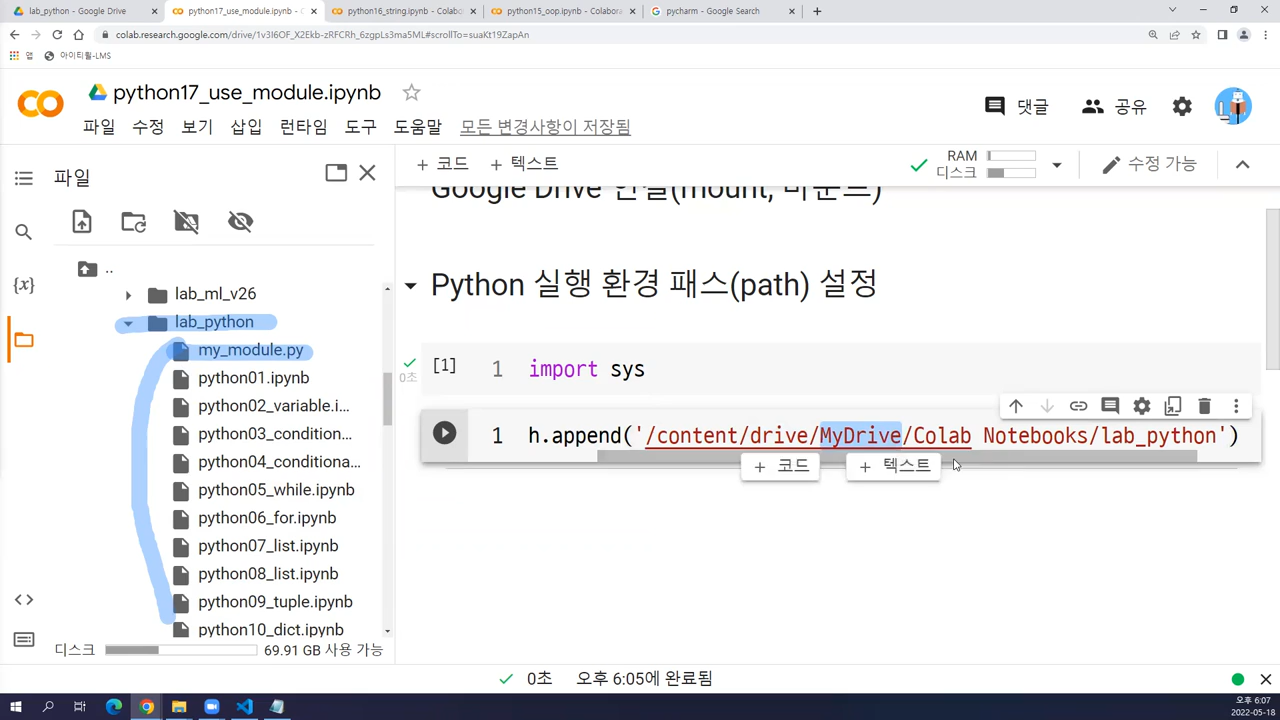 lab_python - Google Drive
python17_use_module.ipynb - C
python16_string.ipynb - Colab
python15_oop.ipynb - Colabora
pycharm - Google Search
colab.research.google.com/drive/1v3I6OF_X2Ekb-zRFCRh_6zgpLs3ma5ML#scrollTo=suaKt19ZapAn
앱
아이티윌-LMS
python17_use_module.ipynb
파일 수정 보기 삽입 런타임 도구 도움말 모든 변경사항이 저장됨
댓글 공유
파일
+ 코드 + 텍스트
RAM
디스크
수정 가능
Google Drive 연결(mount, 마운트)
..
lab_ml_v26
lab_python
my_module.py
python01.ipynb
python02_variable.i...
python03_condition...
python04_conditiona...
python05_while.ipynb
python06_for.ipynb
python07_list.ipynb
python08_list.ipynb
python09_tuple.ipynb
python10_dict.ipynb
디스크 69.91 GB 사용 가능
Python 실행 환경 패스(path) 설정
[1] 1 import sys
0초
1 h.append('/content/drive/MyDrive/Colab Notebooks/lab_python')
+ 코드 + 텍스트
0초 오후 6:05에 완료됨
오후 6:07
2022-05-18